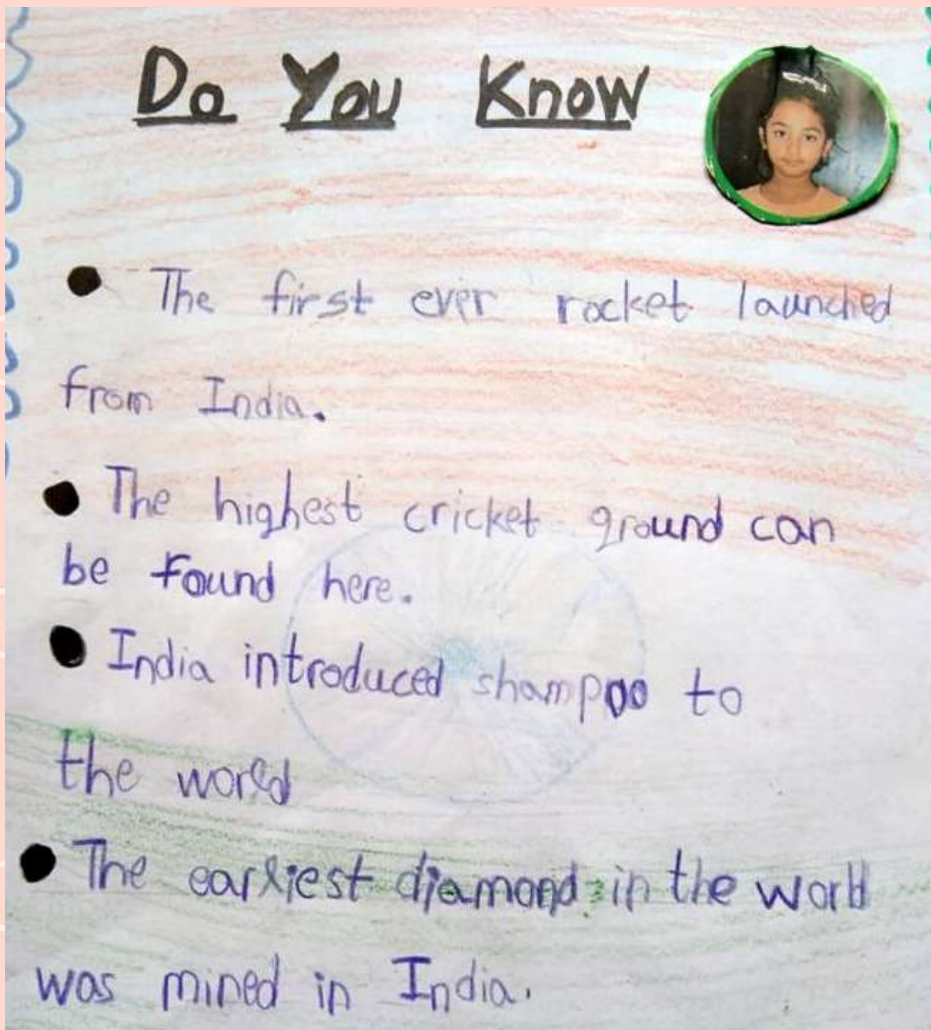 Do You Know
• The first ever rocket launched
from India.
• The highest cricket ground can
be found here.
• India introduced shampoo to
the world
• The earliest diamond in the world
was mined in India.